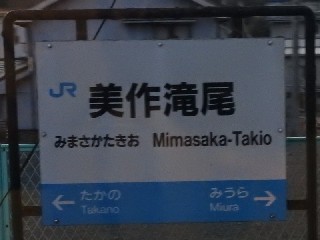 JR 美作滝尾
みまさかたきお Mimasaka-Takio
← たかの みうら →
Takano Miura